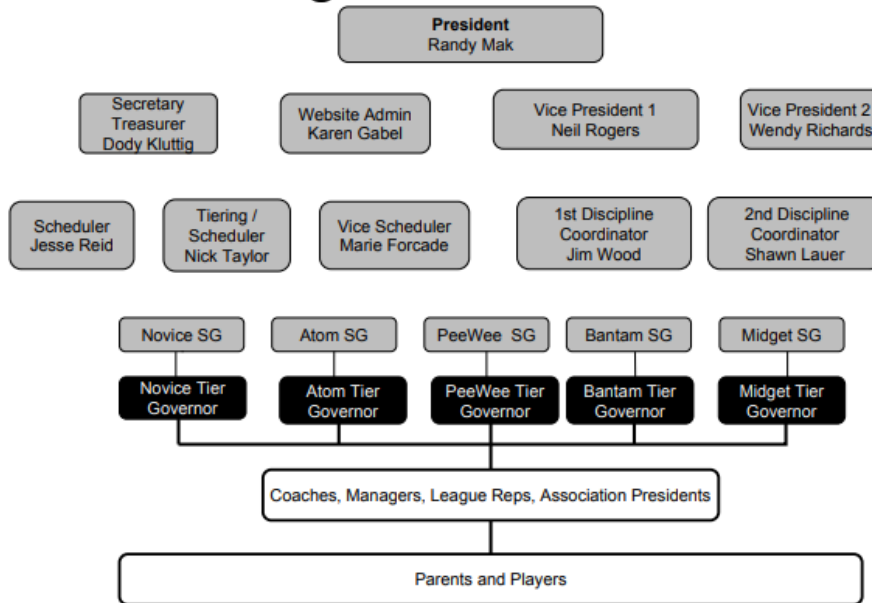 President
Randy Mak
Secretary
Treasurer
Dody Kluttig
Website Admin
Karen Gabel
Vice President 1
Neil Rogers
Vice President 2
Wendy Richards
Scheduler
Jesse Reid
Tiering /
Scheduler
Nick Taylor
Vice Scheduler
Marie Forcade
1st Discipline
Coordinator
Jim Wood
2nd Discipline
Coordinator
Shawn Lauer
Novice SG
Atom SG
PeeWee SG
Bantam SG
Midget SG
Novice Tier
Governor
Atom Tier
Governor
PeeWee Tier
Governor
Bantam Tier
Governor
Midget Tier
Governor
Coaches, Managers, League Reps, Association Presidents
Parents and Players